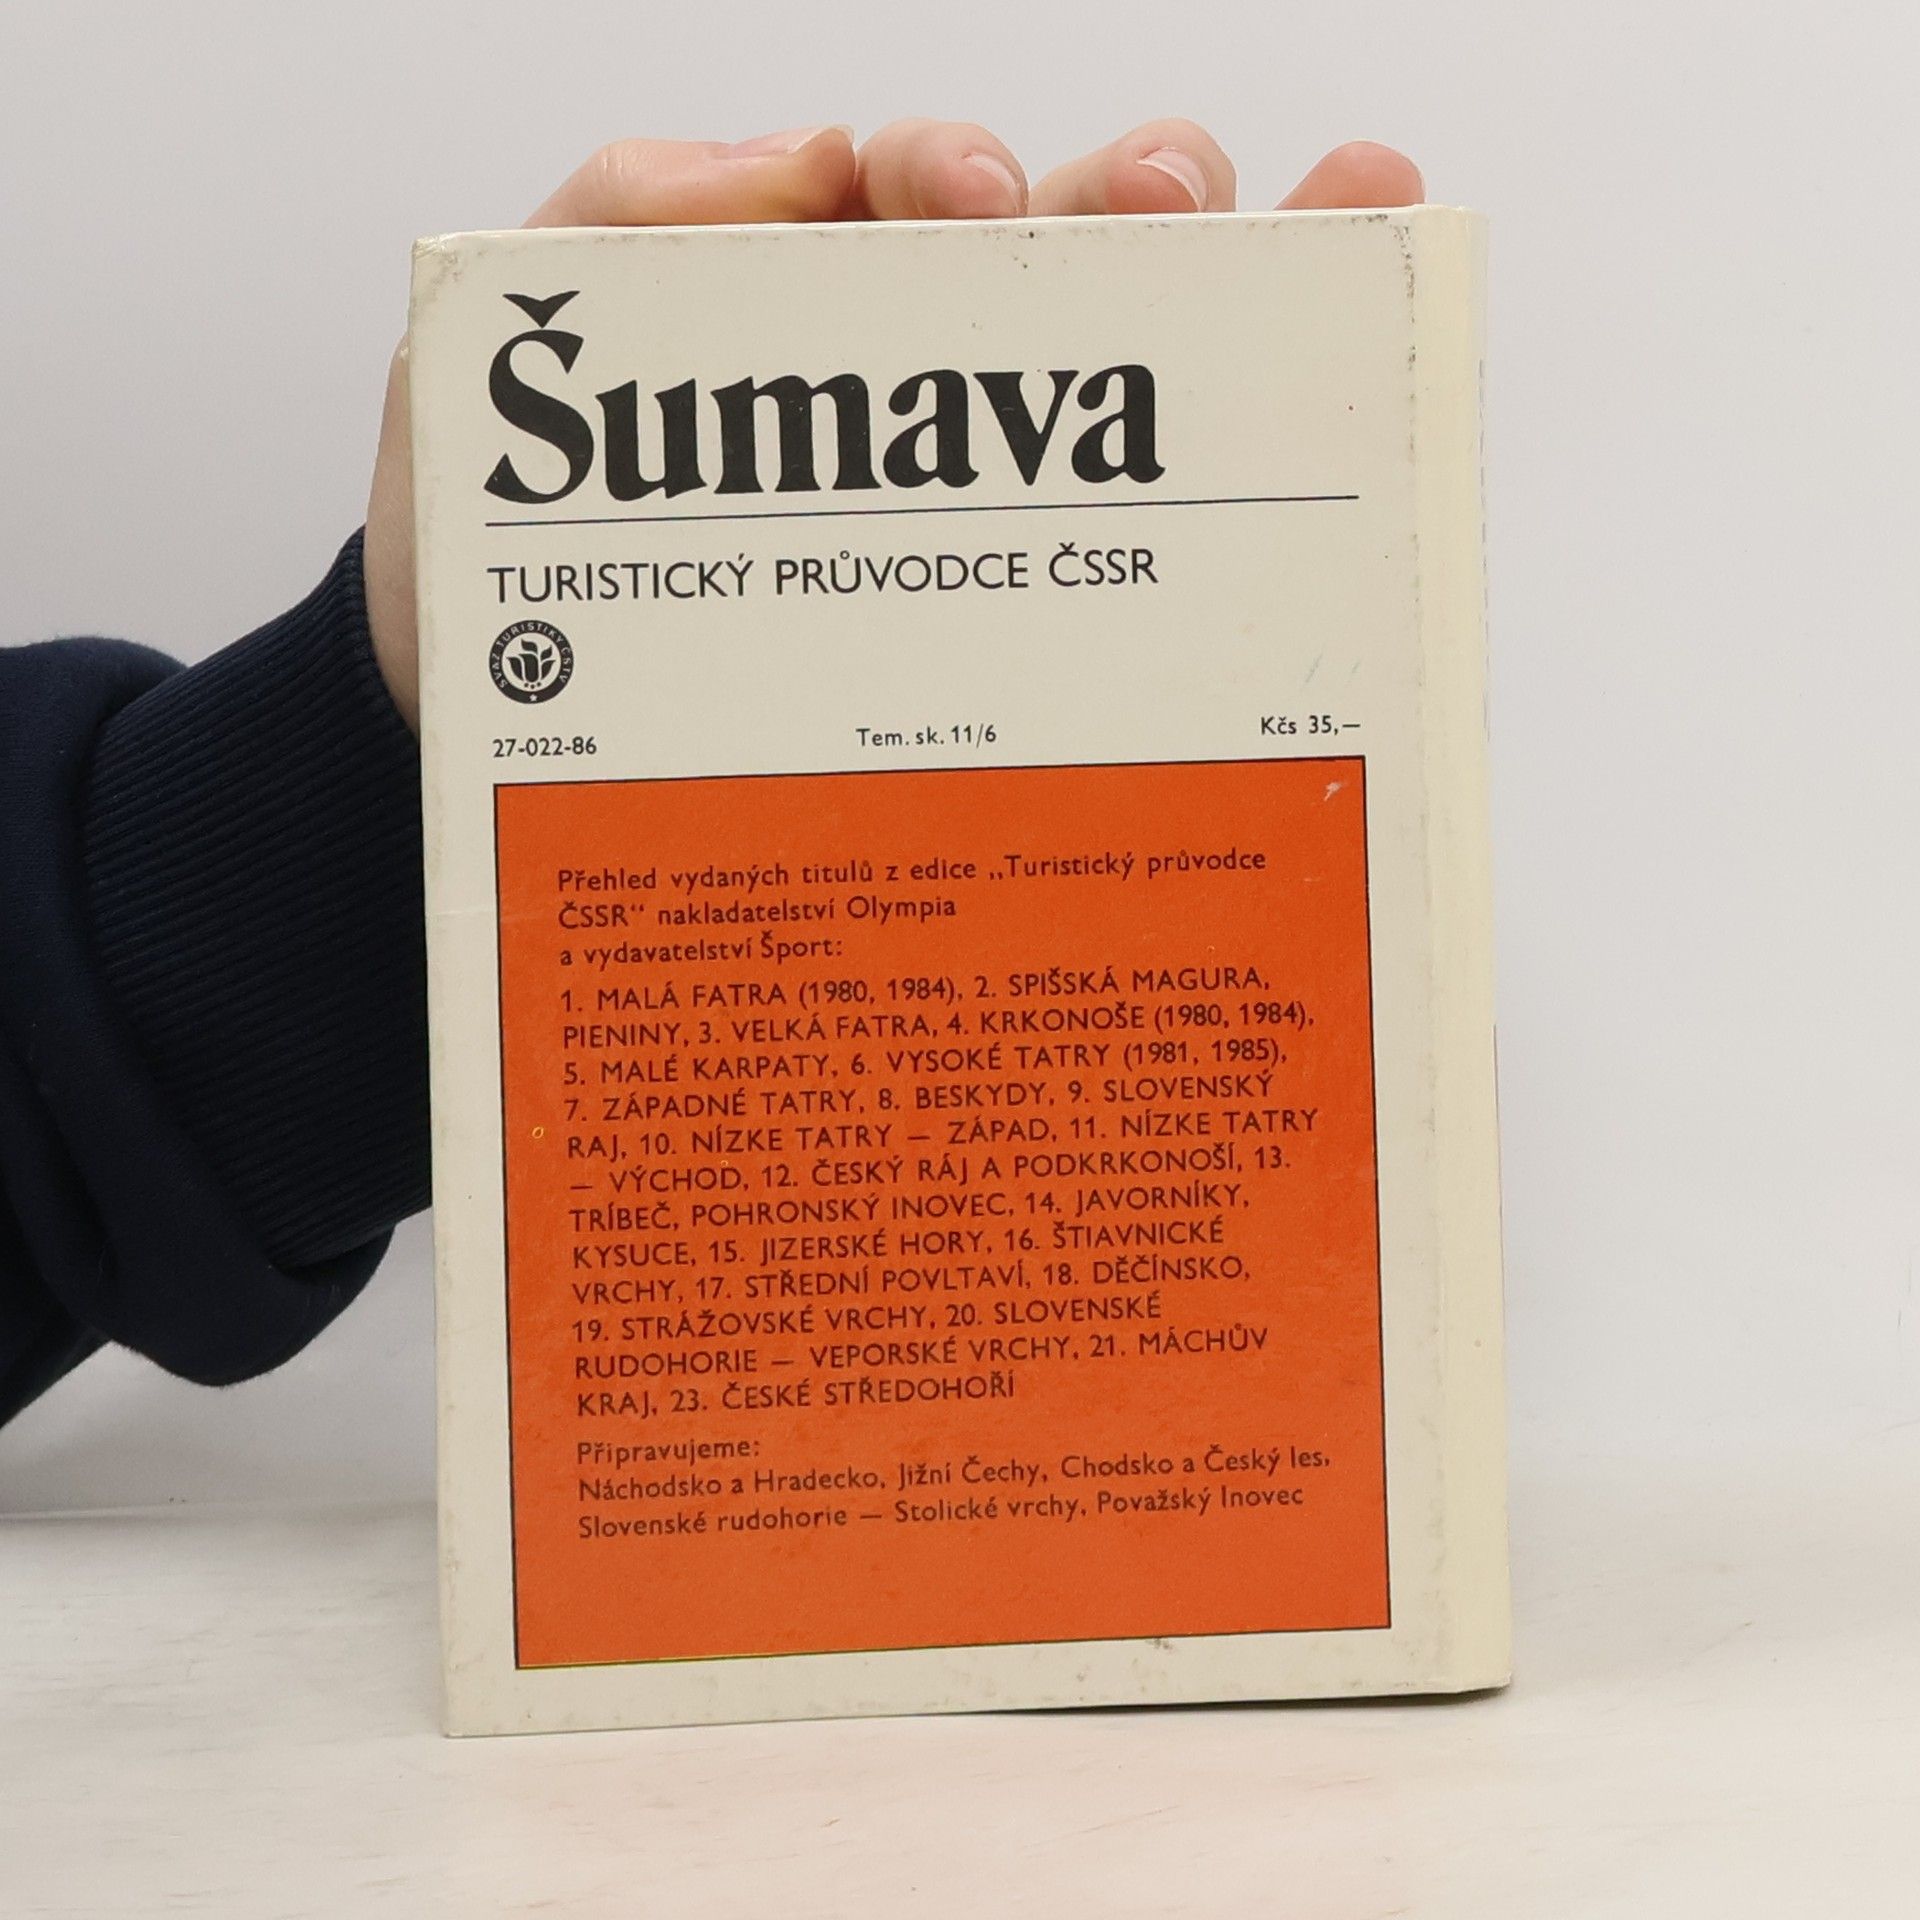 Šumava
TURISTICKÝ PRŮVODCE ČSSR
SVAZ TURISTIKY ČSTV
27-022-86
Tem. sk. 11/6
Kčs 35,—
Přehled vydaných titulů z edice „Turistický průvodce
ČSSR“ nakladatelství Olympia
a vydavatelství Šport:
1. MALÁ FATRA (1980, 1984), 2. SPIŠSKÁ MAGURA,
PIENINY, 3. VELKÁ FATRA, 4. KRKONOŠE (1980, 1984),
5. MALÉ KARPATY, 6. VYSOKÉ TATRY (1981, 1985),
7. ZÁPADNÉ TATRY, 8. BESKYDY, 9. SLOVENSKÝ
RAJ, 10. NÍZKE TATRY — ZÁPAD, 11. NÍZKE TATRY
— VÝCHOD, 12. ČESKÝ RÁJ A PODKRKONOŠÍ, 13.
TRÍBEČ, POHRONSKÝ INOVEC, 14. JAVORNÍKY,
KYSUCE, 15. JIZERSKÉ HORY, 16. ŠTIAVNICKÉ
VRCHY, 17. STŘEDNÍ POVLTAVÍ, 18. DĚČÍNSKO,
19. STRÁŽOVSKÉ VRCHY, 20. SLOVENSKÉ
RUDOHORIE — VEPORSKÉ VRCHY, 21. MÁCHŮV
KRAJ, 23. ČESKÉ STŘEDOHOŘÍ
Připravujeme:
Náchodsko a Hradecko, Jižní Čechy, Chodsko a Český les,
Slovenské rudohorie — Stolické vrchy, Považský Inovec